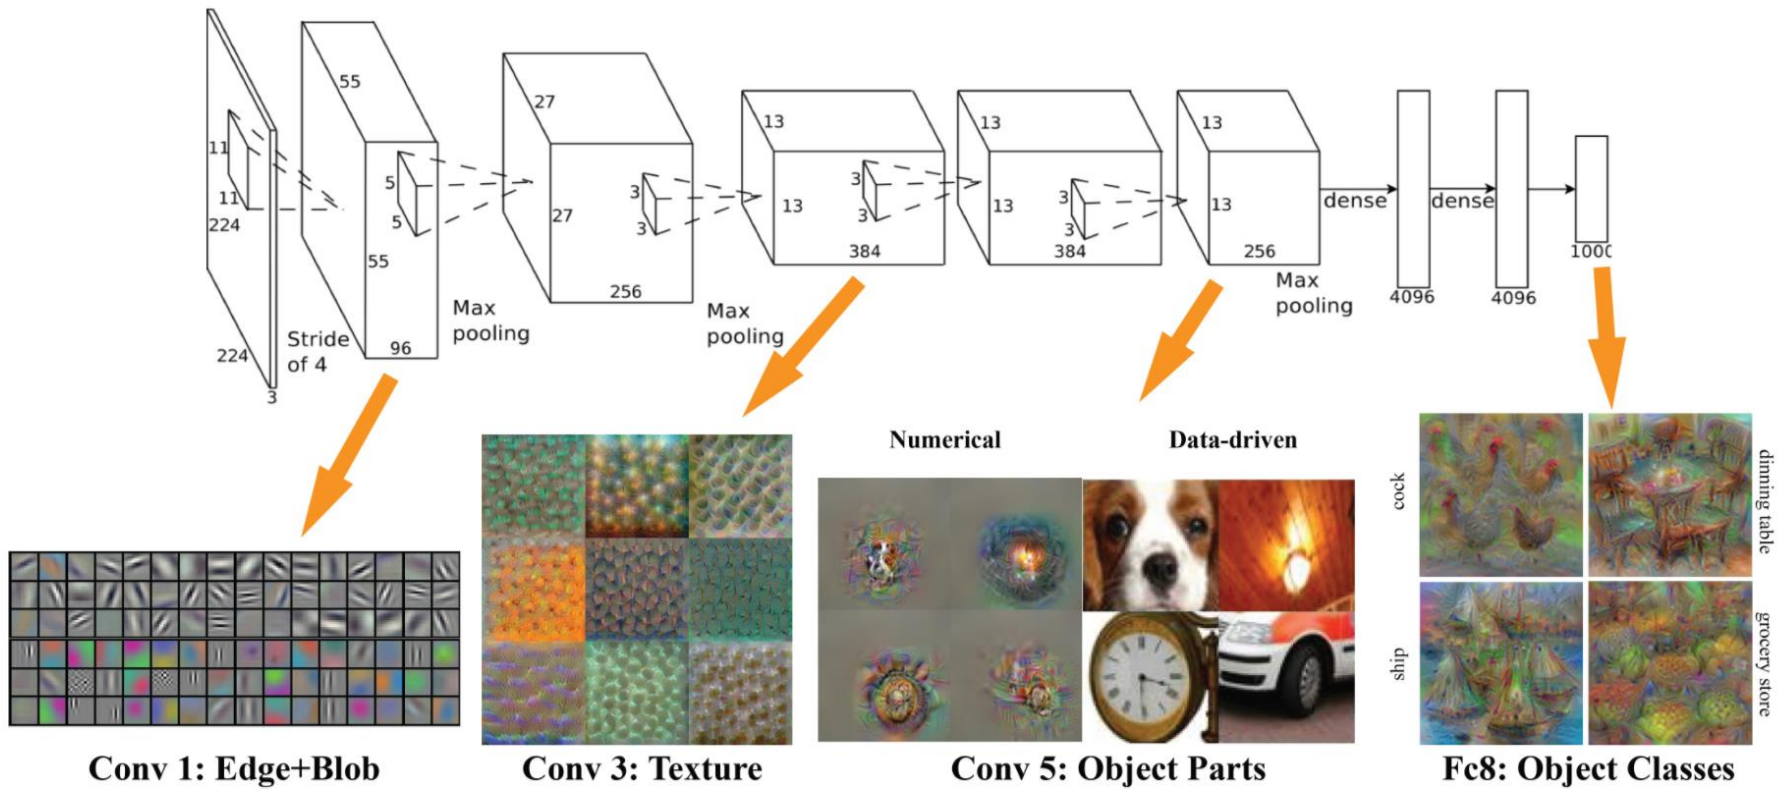 11
11
224
224
3
Stride
of 4
55
55
96
5
5
Max
pooling
27
27
256
3
3
Max
pooling
13
13
384
3
3
13
13
384
3
3
13
13
256
Max
pooling
dense
4096
dense
4096
1000
Numerical
Data-driven
cock
dinning table
ship
grocery store
Conv 1: Edge+Blob
Conv 3: Texture
Conv 5: Object Parts
Fc8: Object Classes